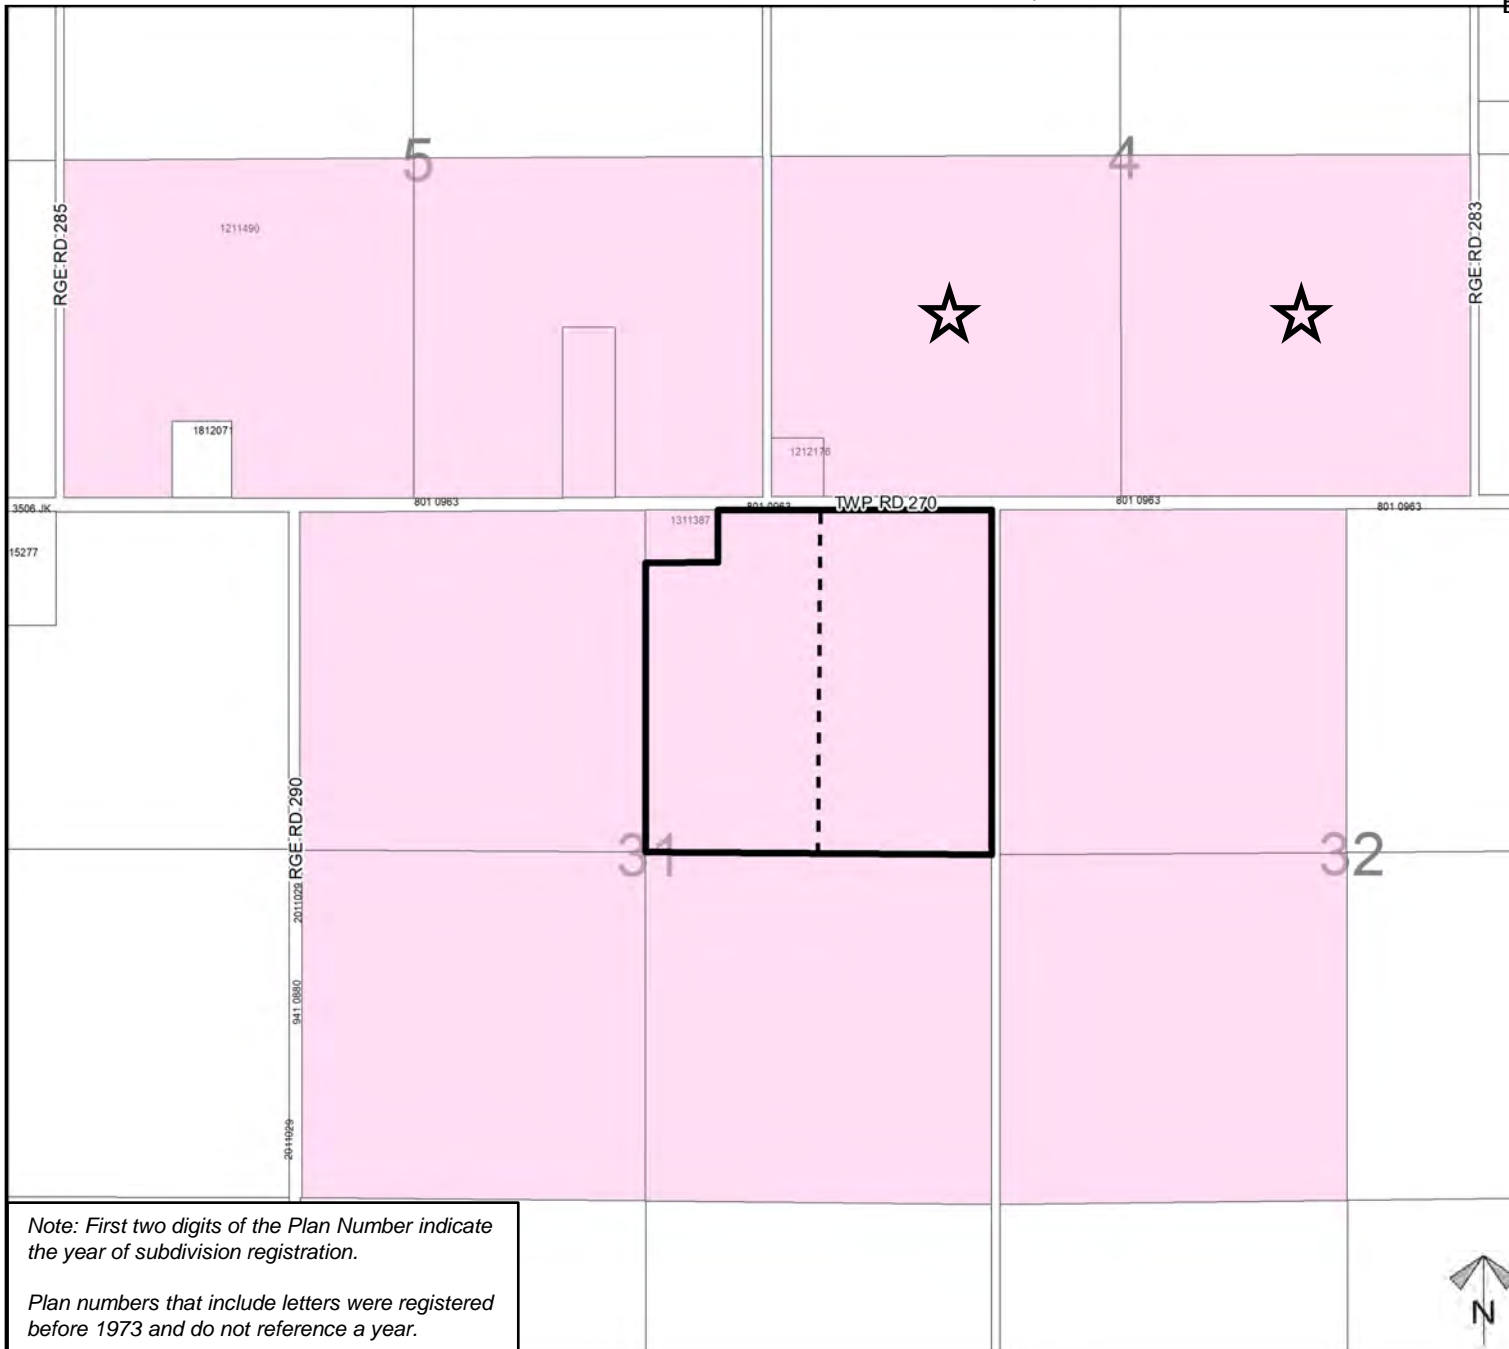 5
4
RGE RD 285
1211490
RGE RD 283
1812071
1212176
801 0963
801 0963
TWP RD 270
801 0963
801 0963
3506 JK
1311387
15277
RGE RD 290
31
32
2011029
941 0880
2011029
Note: First two digits of the Plan Number indicate
the year of subdivision registration.
Plan numbers that include letters were registered
before 1973 and do not reference a year.
N